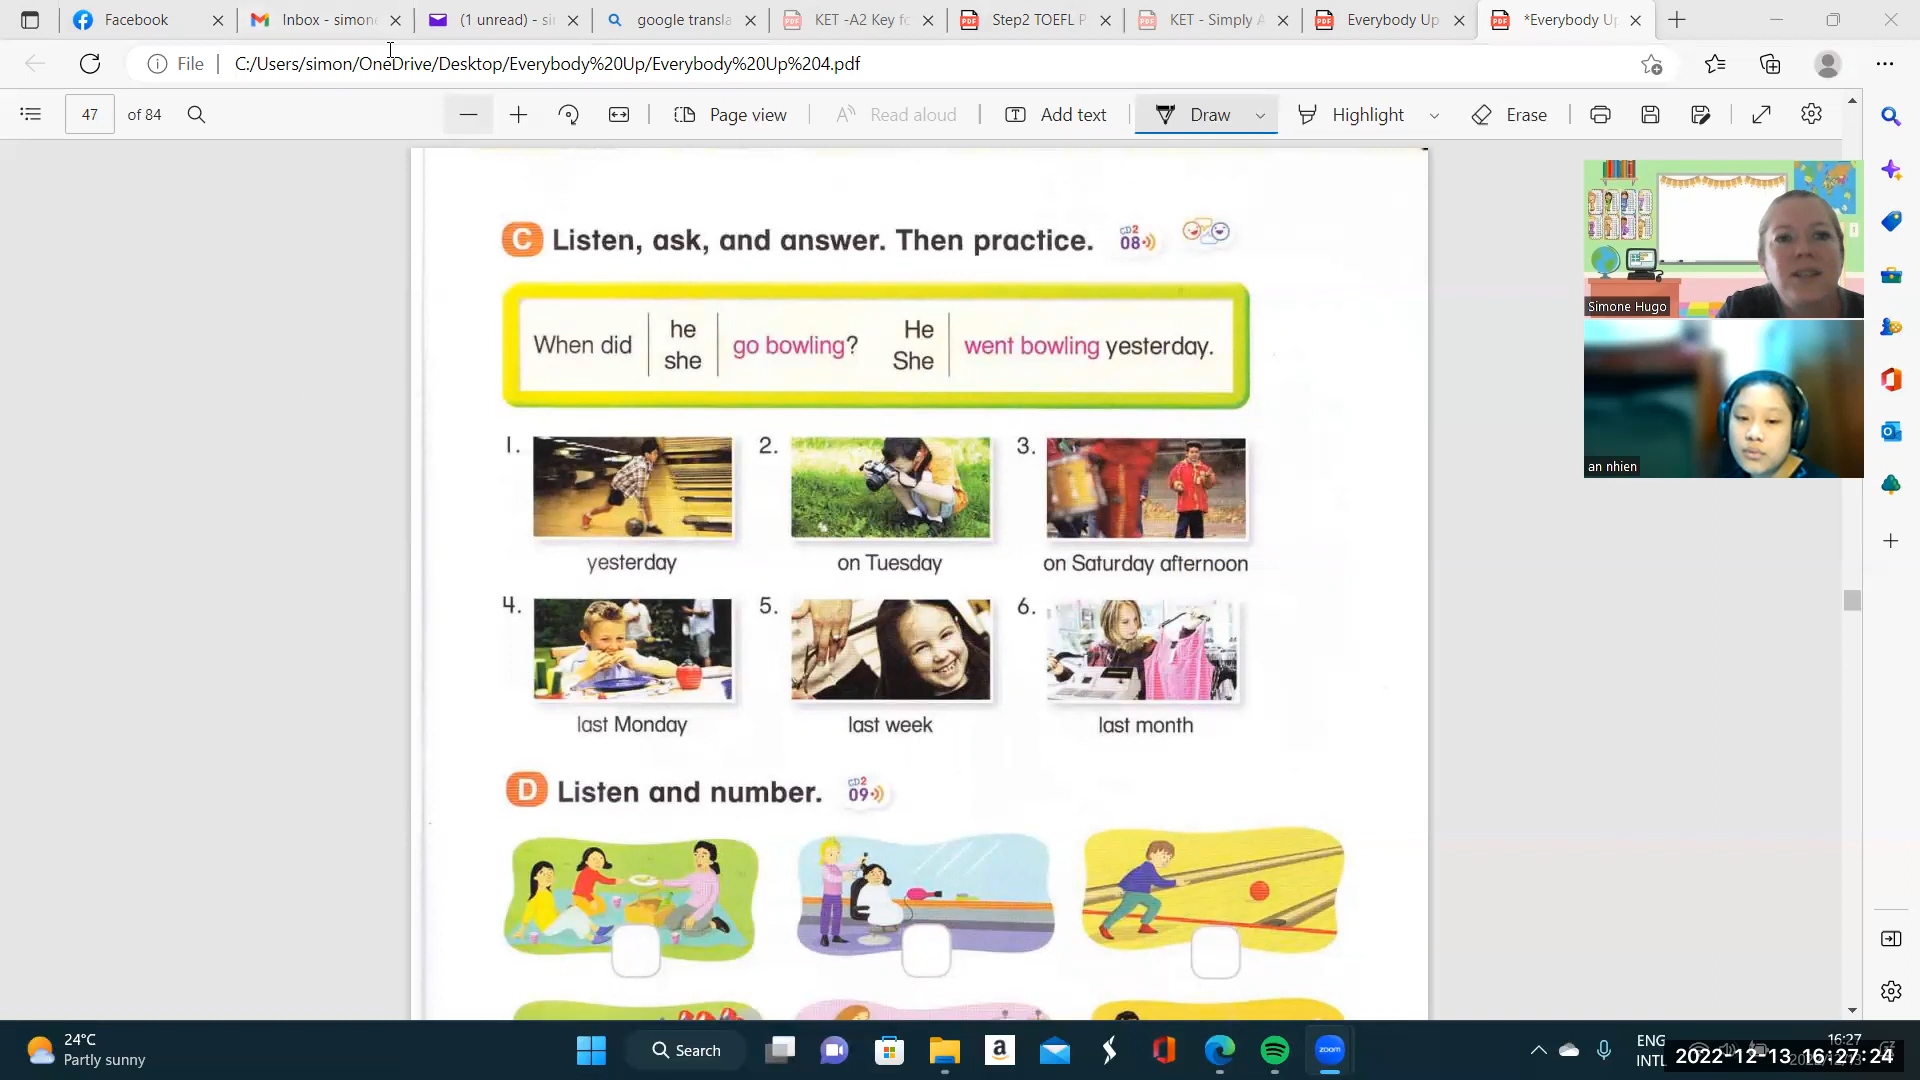 Facebook
Inbox - simone
(1 unread) - si
google transla
KET -A2 Key fo
Step2 TOEFL P
KET - Simply A
Everybody Up
*Everybody Up
File
C:/Users/simon/OneDrive/Desktop/Everybody%20Up/Everybody%20Up%204.pdf
47 of 84
Page view
Read aloud
Add text
Draw
Highlight
Erase
C Listen, ask, and answer. Then practice. CD2 08
When did he she go bowling? He She went bowling yesterday.
1. 2. 3.
yesterday on Tuesday on Saturday afternoon
4. 5. 6.
last Monday last week last month
D Listen and number. CD2 09
Simone Hugo
an nhien
24°C
Partly sunny
Search
zoom
ENG
INTL
16:27
2022-12-13 16:27:24